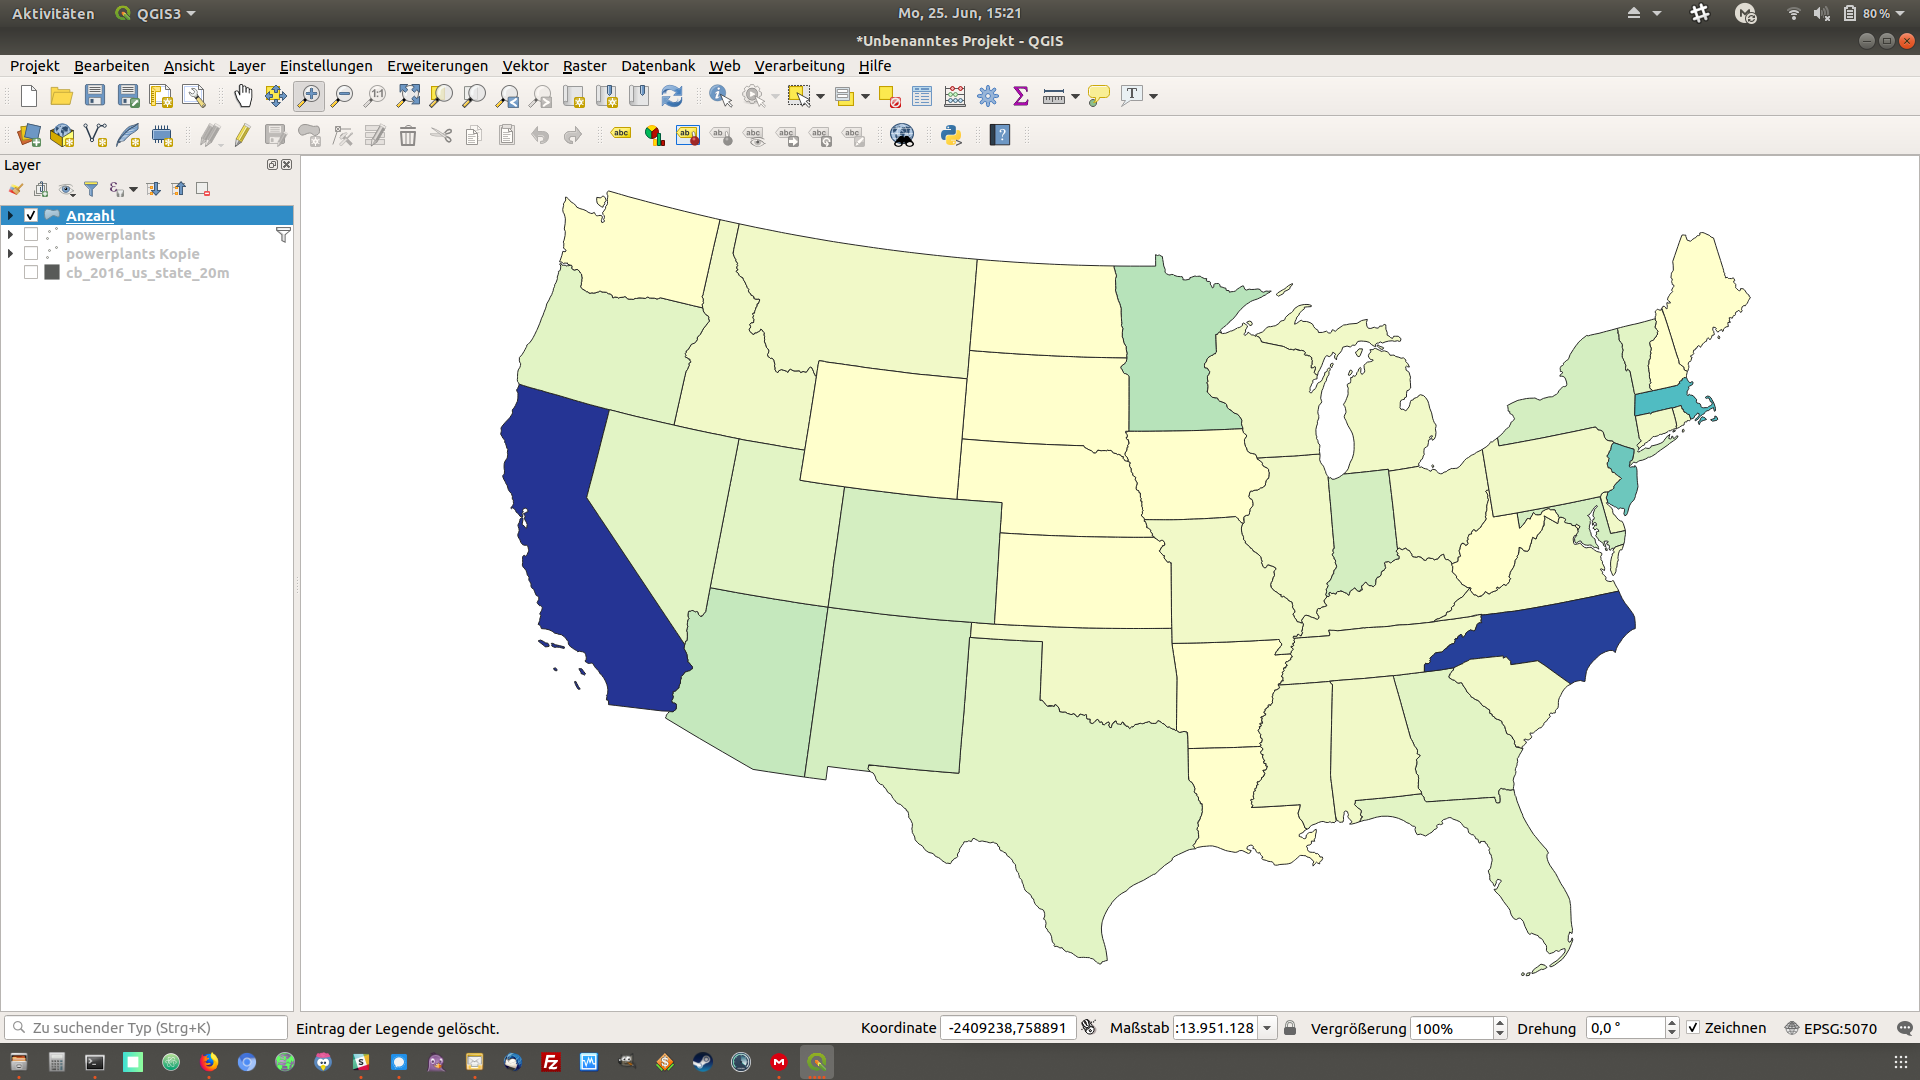 Aktivitäten QGIS3 Mo, 25. Jun, 15:21 80 %
*Unbenanntes Projekt - QGIS
Projekt Bearbeiten Ansicht Layer Einstellungen Erweiterungen Vektor Raster Datenbank Web Verarbeitung Hilfe
Layer
Anzahl
powerplants
powerplants Kopie
cb_2016_us_state_20m
Zu suchender Typ (Strg+K) Eintrag der Legende gelöscht. Koordinate -2409238,758891 Maßstab :13.951.128 Vergrößerung 100% Drehung 0,0 ° Zeichnen EPSG:5070